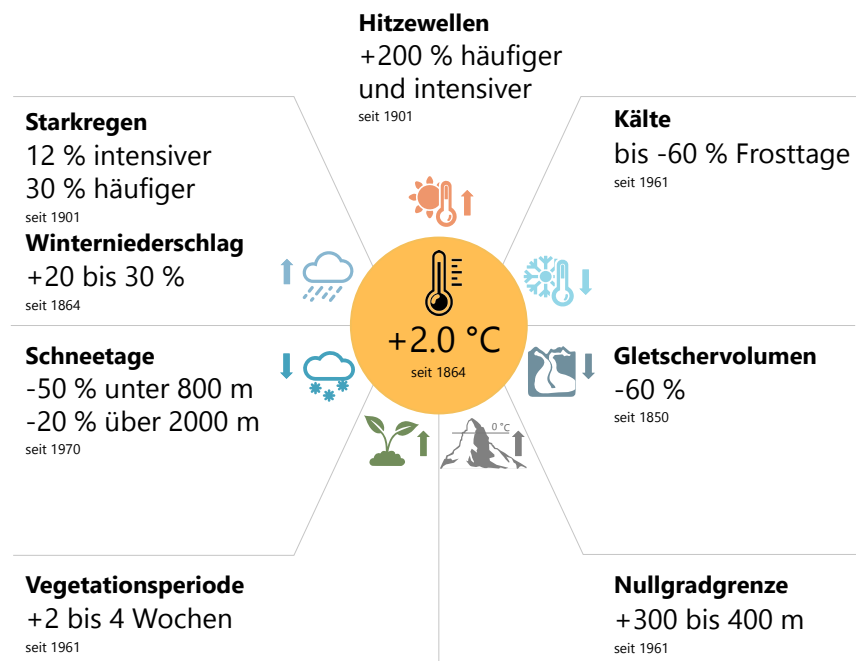 Hitzewellen
+200 % häufiger
und intensiver
seit 1901
Starkregen
12 % intensiver
30 % häufiger
seit 1901
Winterniederschlag
+20 bis 30 %
seit 1864
Kälte
bis -60 % Frosttage
seit 1961
+2.0 °C
seit 1864
Schneetage
-50 % unter 800 m
-20 % über 2000 m
seit 1970
Gletschervolumen
-60 %
seit 1850
0 °C
Vegetationsperiode
+2 bis 4 Wochen
seit 1961
Nullgradgrenze
+300 bis 400 m
seit 1961